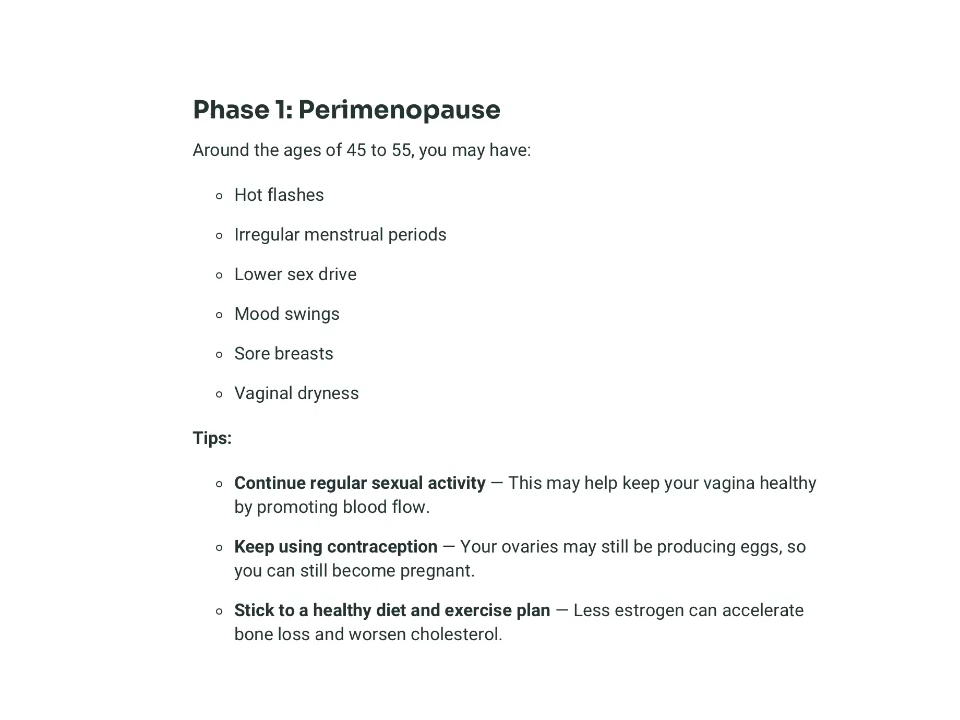 Phase 1: Perimenopause
Around the ages of 45 to 55, you may have:
Hot flashes
Irregular menstrual periods
Lower sex drive
Mood swings
Sore breasts
Vaginal dryness
Tips:
Continue regular sexual activity — This may help keep your vagina healthy
by promoting blood flow.
Keep using contraception — Your ovaries may still be producing eggs, so
you can still become pregnant.
Stick to a healthy diet and exercise plan — Less estrogen can accelerate
bone loss and worsen cholesterol.